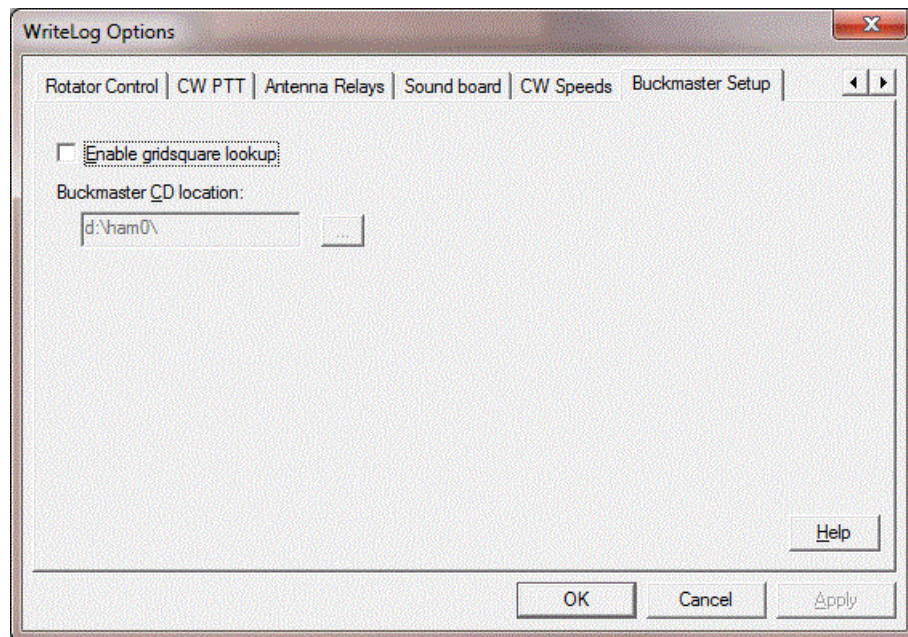 WriteLog Options
Rotator Control CW PTT Antenna Relays Sound board CW Speeds Buckmaster Setup
Enable gridsquare lookup
Buckmaster CD location:
d:\ham0\ ...
Help
OK Cancel Apply